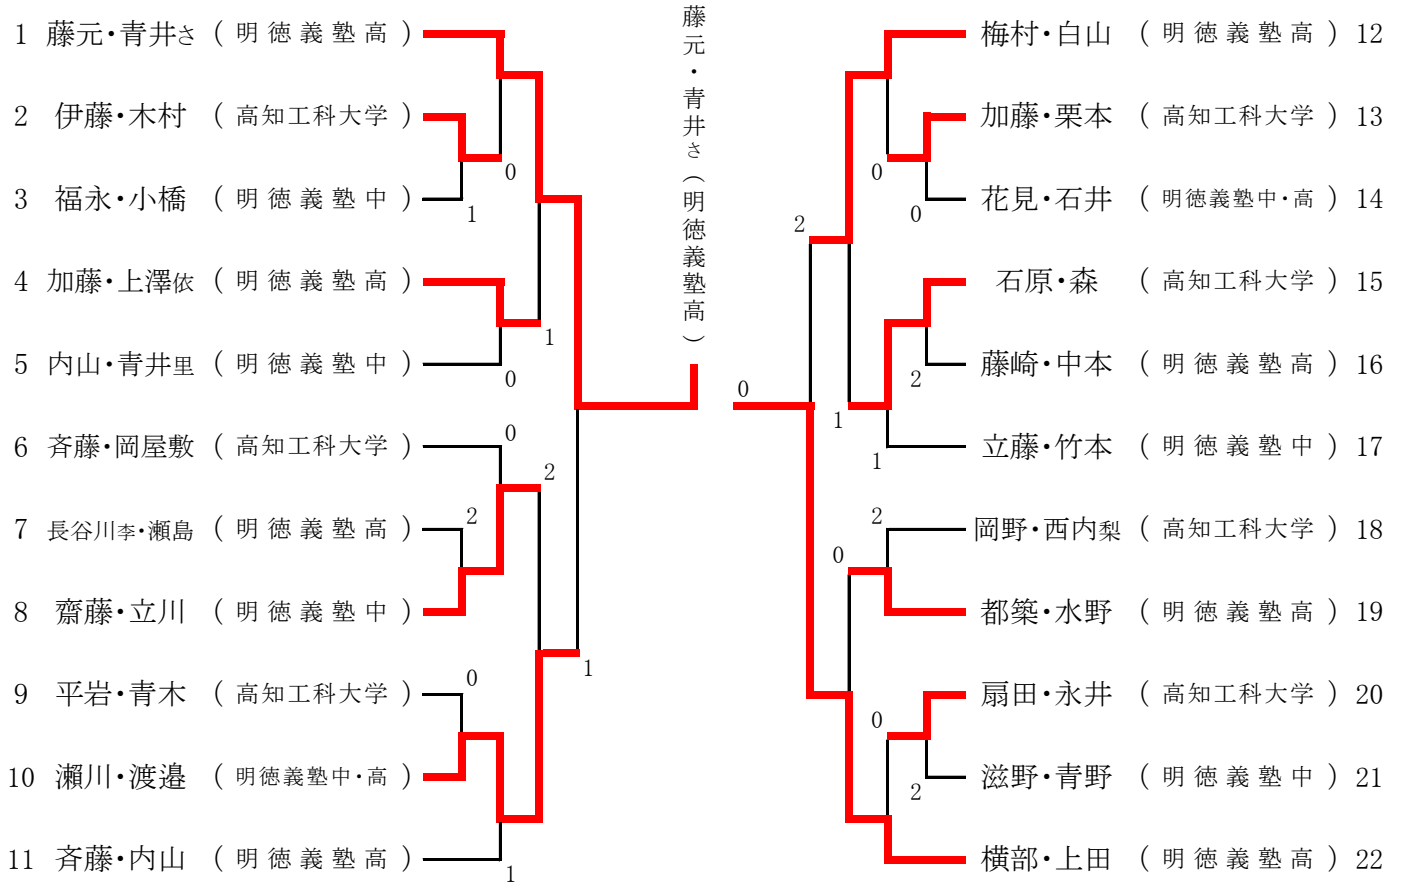 1 藤元・青井さ ( 明徳義塾高 )
2 伊藤・木村 ( 高知工科大学 )
0
3 福永・小橋 ( 明徳義塾中 )
1
4 加藤・上澤依 ( 明徳義塾高 )
1
5 内山・青井里 ( 明徳義塾中 )
0
6 斉藤・岡屋敷 ( 高知工科大学 )
0
2
7 長谷川李・瀬島 ( 明徳義塾高 )
2
8 齋藤・立川 ( 明徳義塾中 )
1
9 平岩・青木 ( 高知工科大学 )
0
10 瀨川・渡邉 ( 明徳義塾中・高 )
11 斉藤・内山 ( 明徳義塾高 )
1
藤元・青井さ(明徳義塾高)
0
梅村・白山 ( 明徳義塾高 ) 12
加藤・栗本 ( 高知工科大学 ) 13
0
花見・石井 ( 明徳義塾中・高 ) 14
0
2
石原・森 ( 高知工科大学 ) 15
藤崎・中本 ( 明徳義塾高 ) 16
2
1
立藤・竹本 ( 明徳義塾中 ) 17
1
岡野・西内梨 ( 高知工科大学 ) 18
2
0
都築・水野 ( 明徳義塾高 ) 19
扇田・永井 ( 高知工科大学 ) 20
0
滋野・青野 ( 明徳義塾中 ) 21
2
横部・上田 ( 明徳義塾高 ) 22